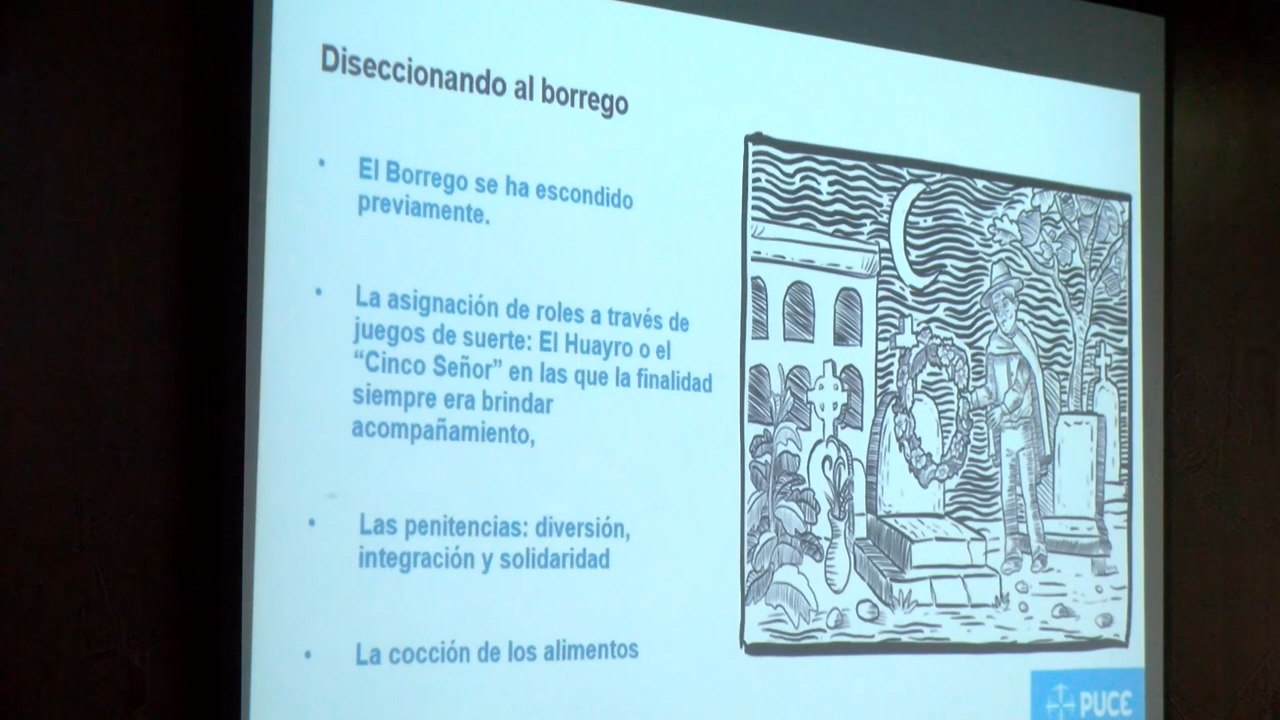 Diseccionando al borrego
• El Borrego se ha escondido
previamente.
• La asignación de roles a través de
juegos de suerte: El Huayro o el
“Cinco Señor” en las que la finalidad
siempre era brindar
acompañamiento,
• Las penitencias: diversión,
integración y solidaridad
• La cocción de los alimentos
PUCE